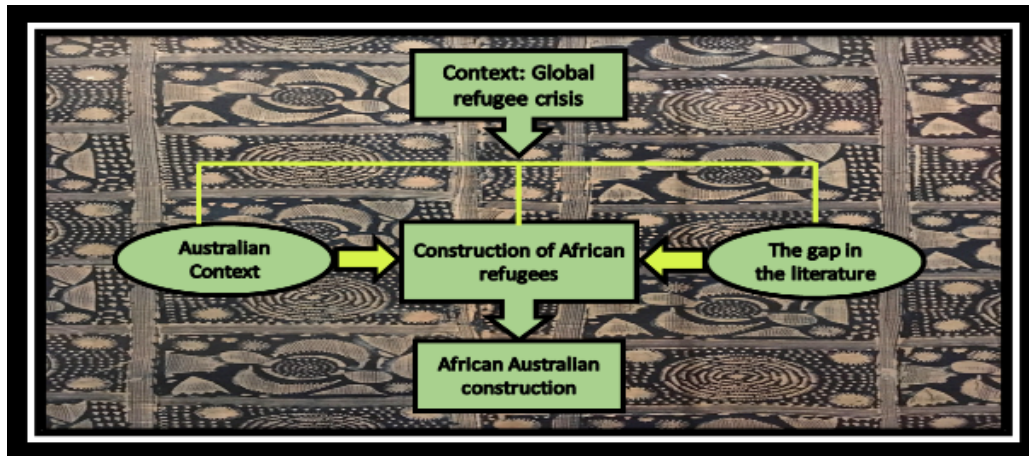 Context: Global
refugee crisis
Australian
Context
Construction of African
refugees
The gap in
the literature
African Australian
construction